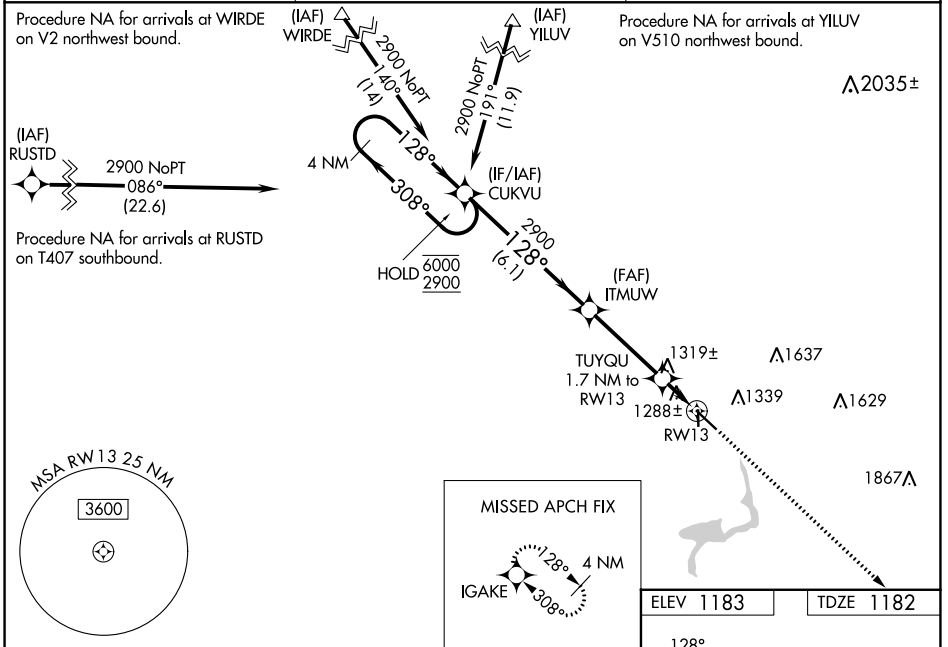 Procedure NA for arrivals at WIRDE
on V2 northwest bound.
(IAF)
WIRDE
2900 NoPT
140°
(14)
(IAF)
YILUV
2900 NoPT
191°
(11.9)
Procedure NA for arrivals at YILUV
on V510 northwest bound.
2035±
(IAF)
RUSTD
2900 NoPT
086°
(22.6)
Procedure NA for arrivals at RUSTD
on T407 southbound.
4 NM
128°
308°
(IF/IAF)
CUKVU
HOLD 6000
2900
2900
128°
(6.1)
(FAF)
ITMUW
TUYQU
1.7 NM to
RW13
1319±
1637
1288±
1339
1629
RW13
1867
MSA RW13 25 NM
3600
MISSED APCH FIX
128°
4 NM
IGAKE
308°
ELEV 1183
TDZE 1182
128°